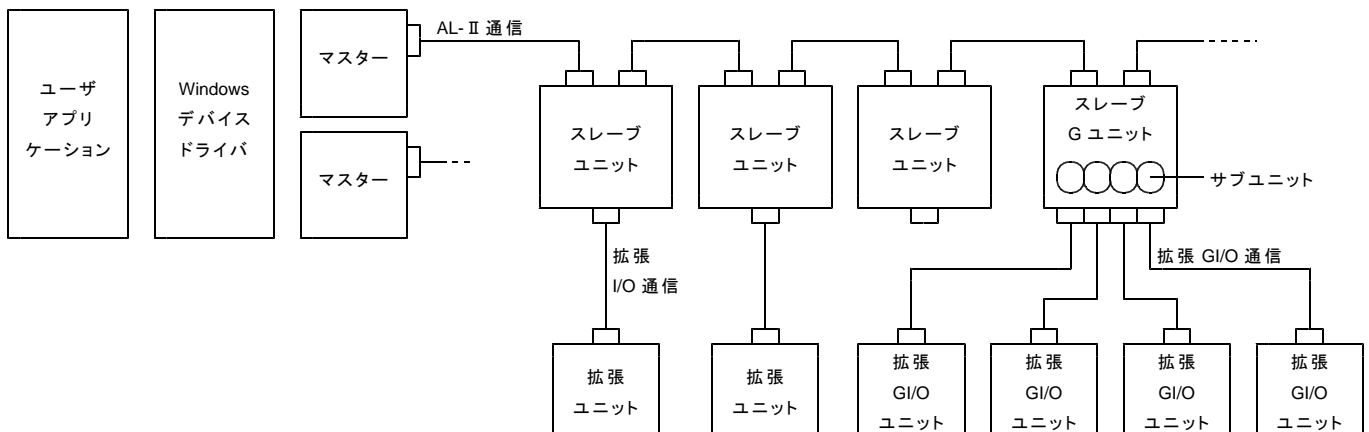 ユーザ
アプリ
ケーション
Windows
デバイス
ドライバ
マスター
マスター
AL-Ⅱ 通信
スレーブ
ユニット
スレーブ
ユニット
スレーブ
ユニット
スレーブ
G ユニット
サブユニット
拡張
I/O 通信
拡張 GI/O 通信
拡張
ユニット
拡張
ユニット
拡張
GI/O
ユニット
拡張
GI/O
ユニット
拡張
GI/O
ユニット
拡張
GI/O
ユニット